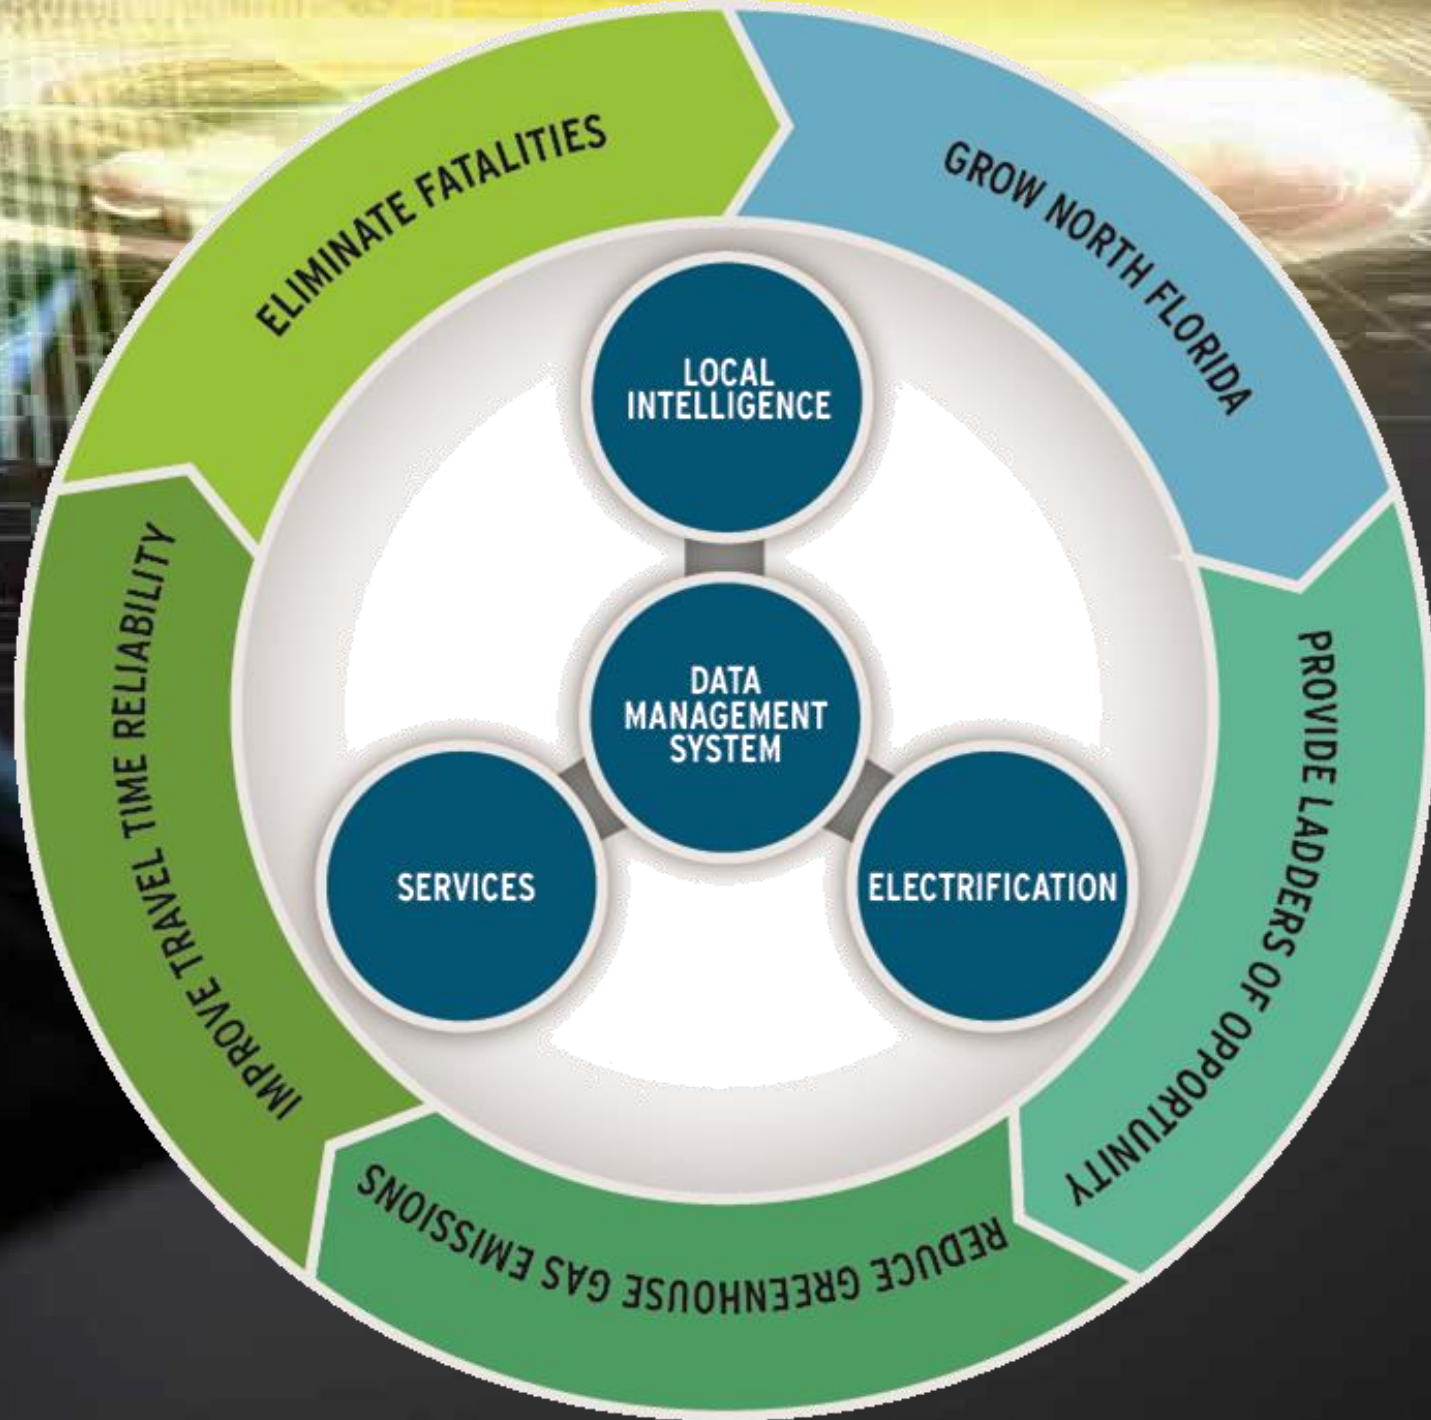 ELIMINATE FATALITIES
GROW NORTH FLORIDA
PROVIDE LADDERS OF OPPORTUNITY
REDUCE GREENHOUSE GAS EMISSIONS
IMPROVE TRAVEL TIME RELIABILITY
LOCAL
INTELLIGENCE
DATA
MANAGEMENT
SYSTEM
SERVICES
ELECTRIFICATION